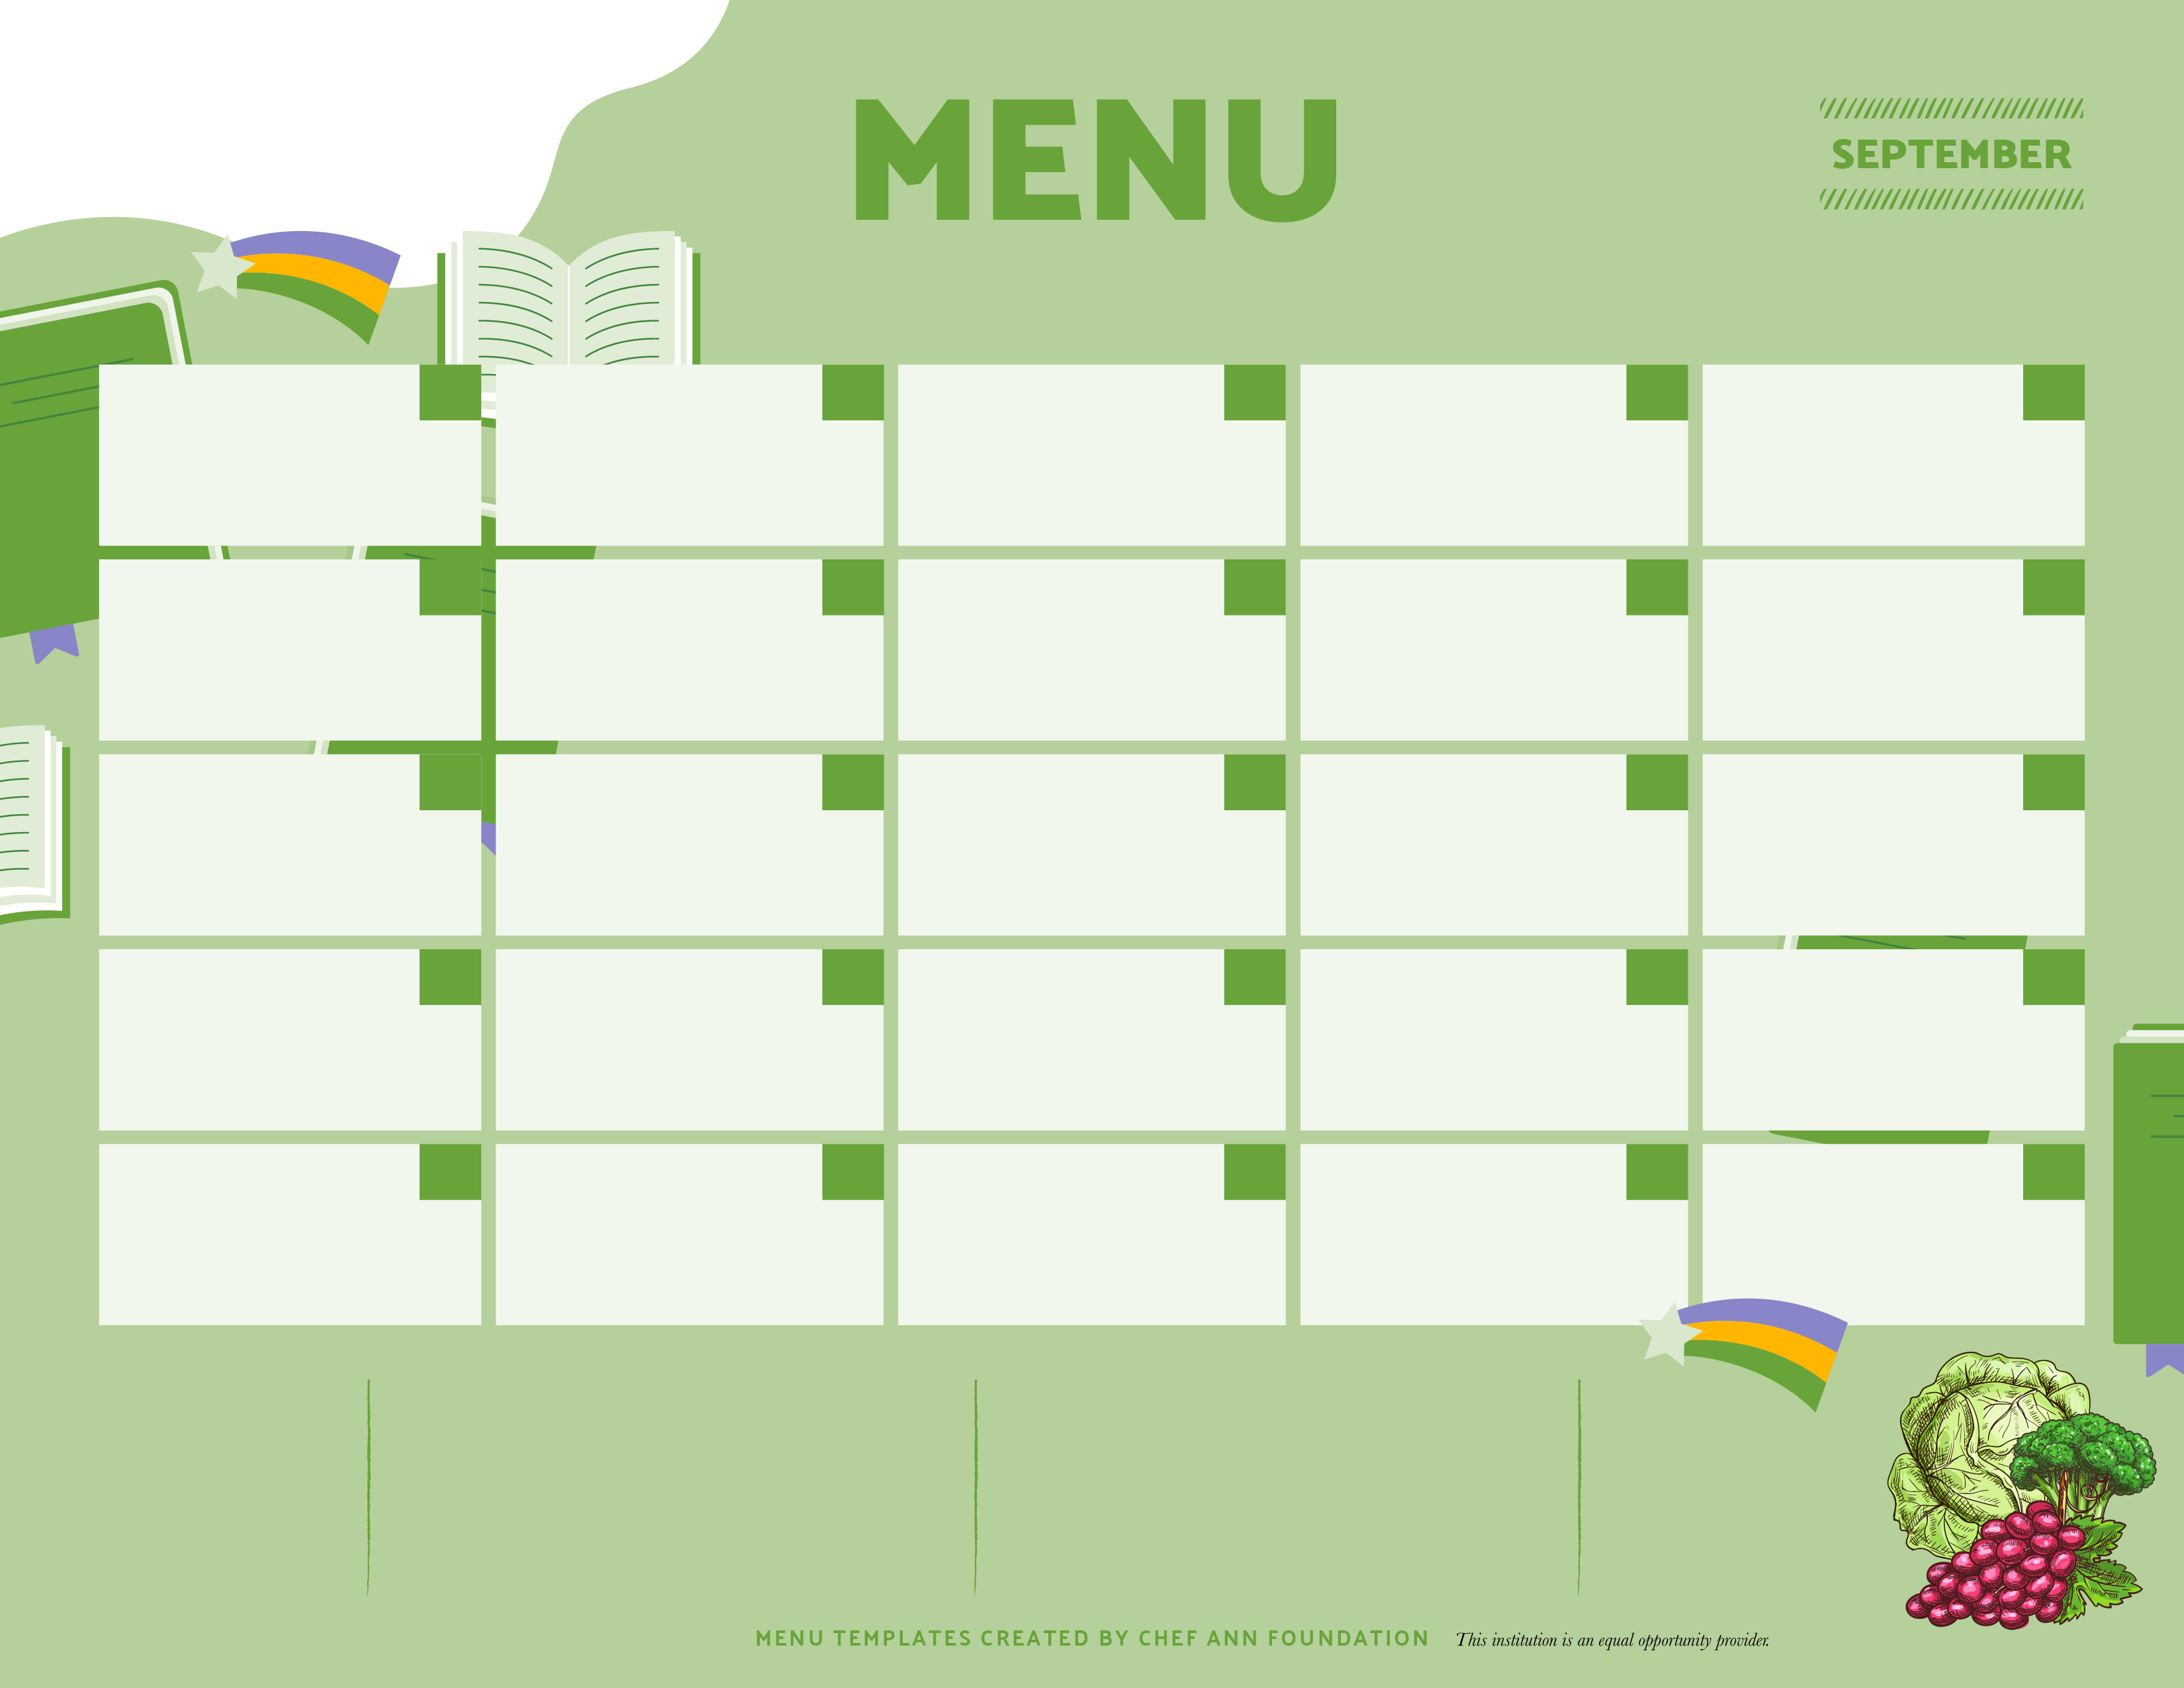 MENU
SEPTEMBER
MENU TEMPLATES CREATED BY CHEF ANN FOUNDATION
This institution is an equal opportunity provider.